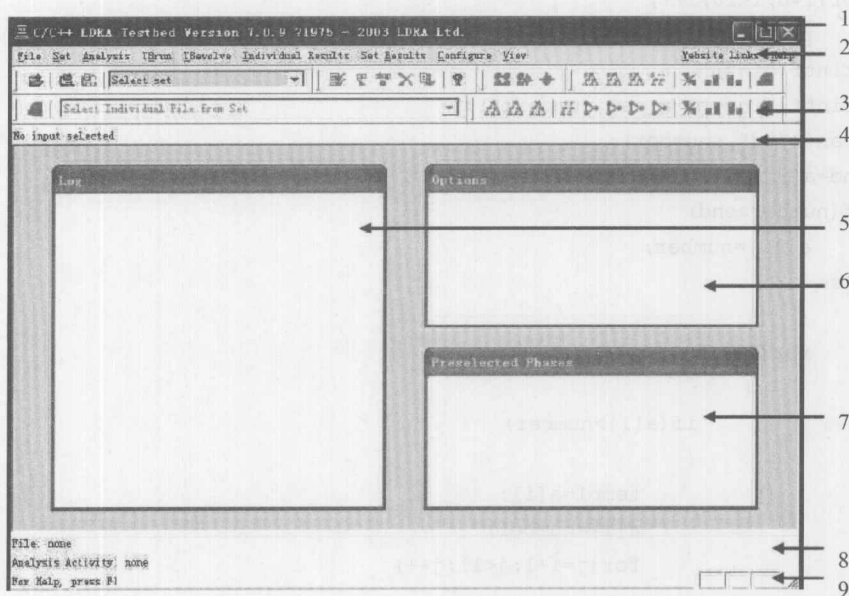 C/C++ LDRA Testbed Version 7.0.9 ?1975 - 2003 LDRA Ltd.
1
File Set Analysis TBrun TBevolve Individual Results Set Results Configure View Website links Help
2
Select set
Select Individual File from Set
3
No input selected
4
Log
Options
5
6
Preselected Phases
7
File: none
8
Analysis Activity: none
For Help, press F1
9